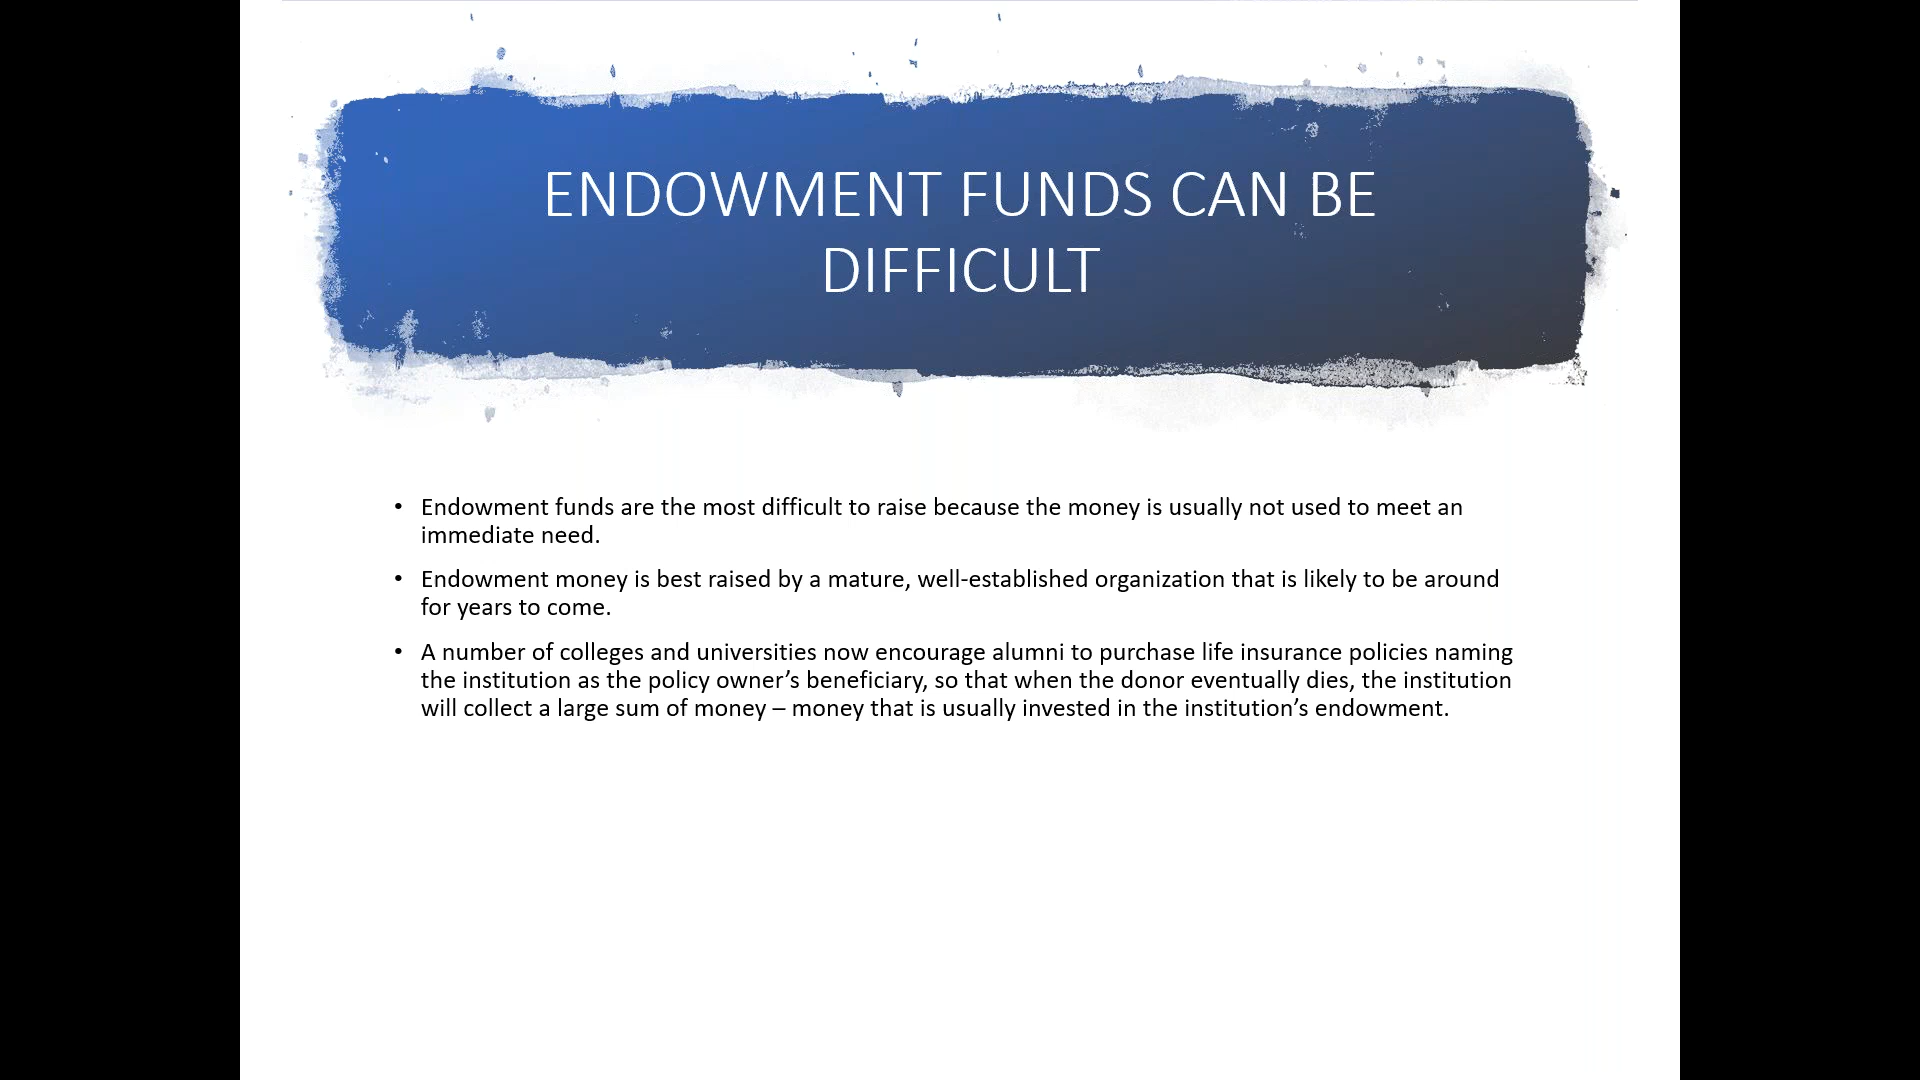 ENDOWMENT FUNDS CAN BE
DIFFICULT
• Endowment funds are the most difficult to raise because the money is usually not used to meet an
immediate need.
• Endowment money is best raised by a mature, well-established organization that is likely to be around
for years to come.
• A number of colleges and universities now encourage alumni to purchase life insurance policies naming
the institution as the policy owner’s beneficiary, so that when the donor eventually dies, the institution
will collect a large sum of money – money that is usually invested in the institution’s endowment.